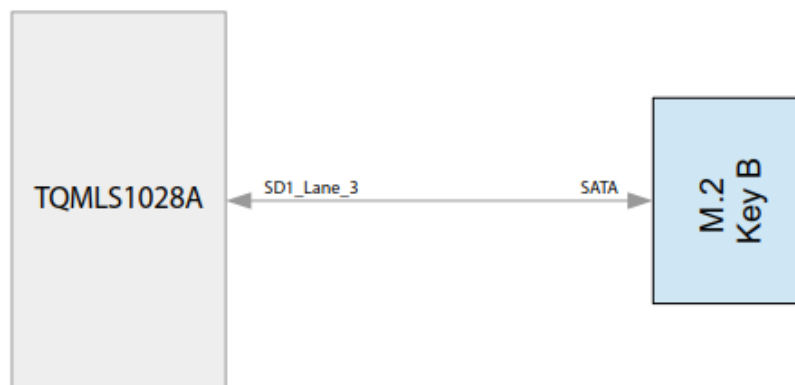 TQMLS1028A
SD1_Lane_3
SATA
M.2
Key B